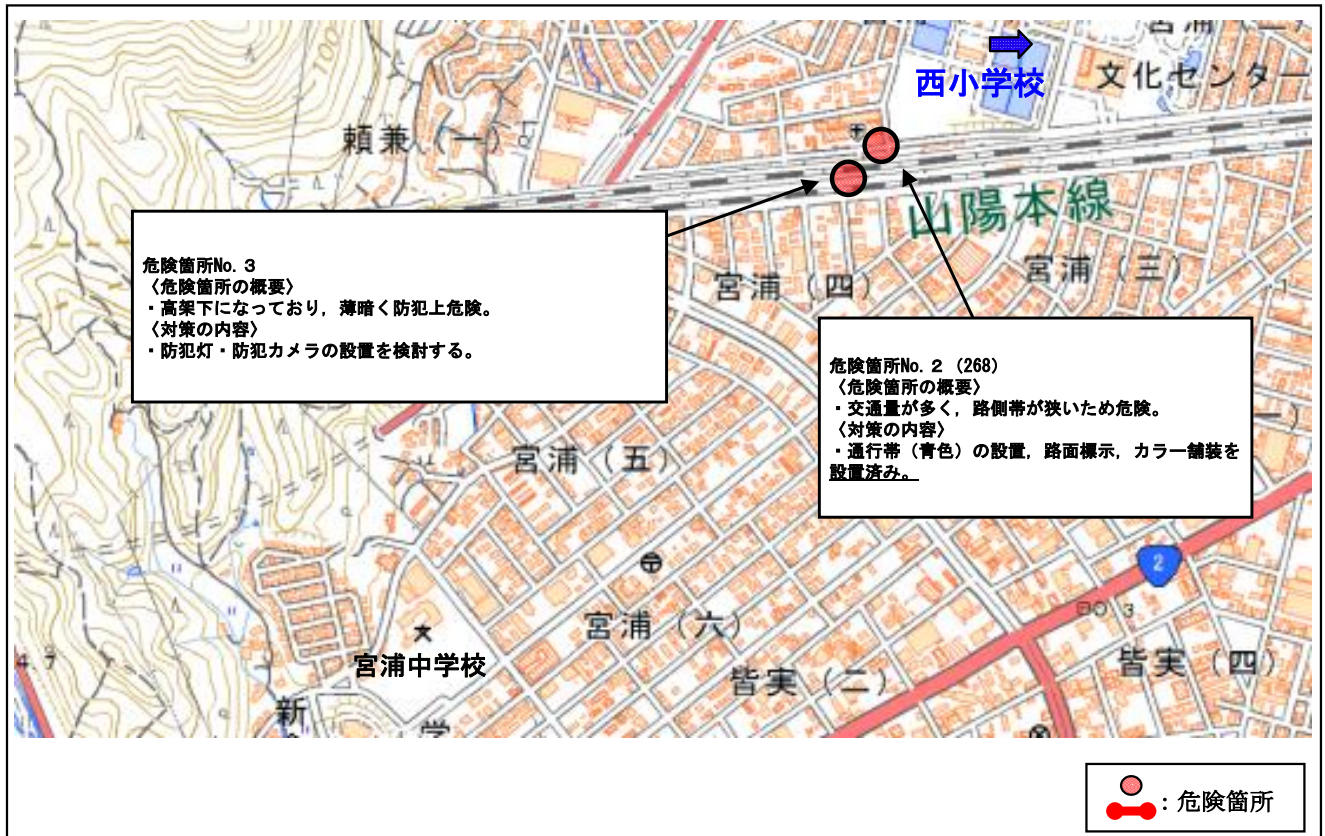 西小学校
文化センター
頼兼（一）
山陽本線
危険箇所No. 3
〈危険箇所の概要〉
・高架下になっており，薄暗く防犯上危険。
〈対策の内容〉
・防犯灯・防犯カメラの設置を検討する。
宮浦（四）
宮浦（三）
危険箇所No. 2 (268)
〈危険箇所の概要〉
・交通量が多く，路側帯が狭いため危険。
〈対策の内容〉
・通行帯（青色）の設置，路面標示，カラー舗装を
設置済み。
宮浦（五）
2
宮浦（六）
宮浦中学校
皆実（二）
皆実（四）
4.7
新
：危険箇所